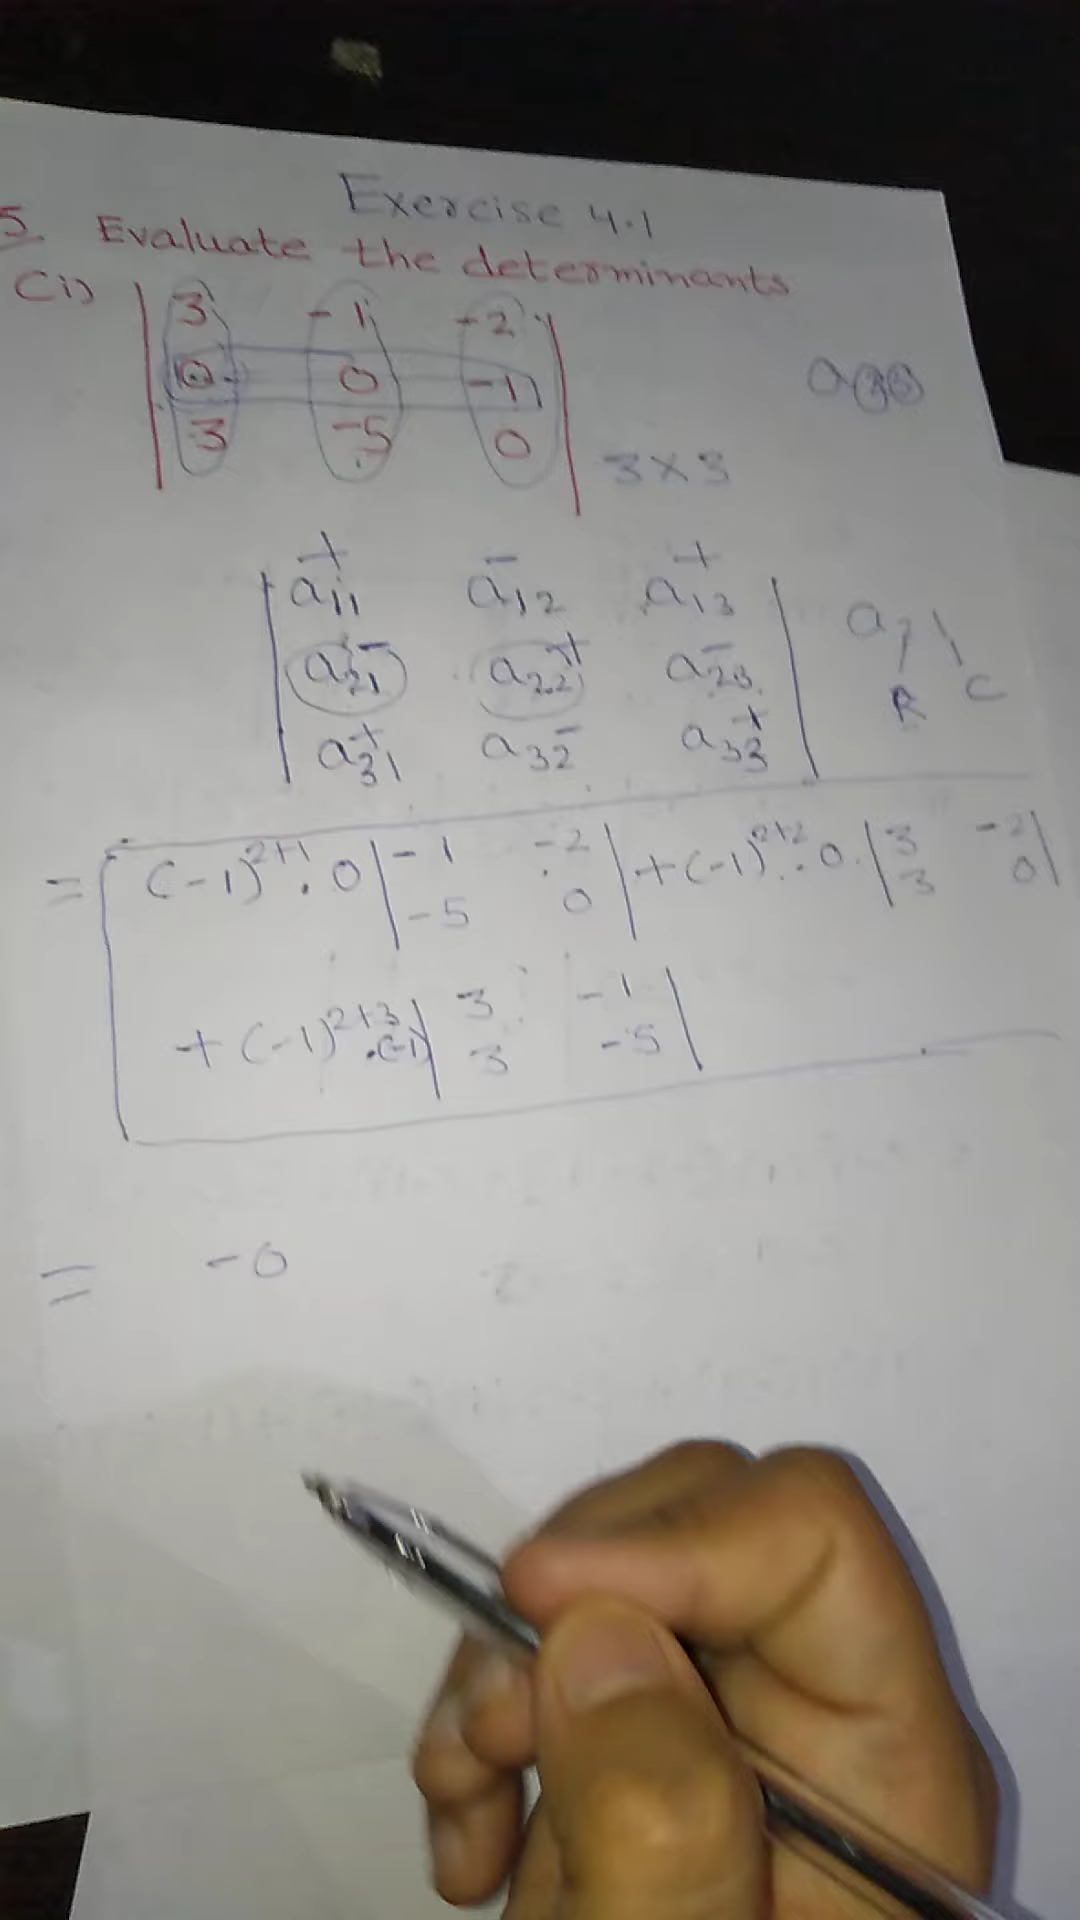 Exercise 4.1
5. Evaluate the determinants
(i) | 3 -1 -2 |
| 0 0 -1 |
| 3 -5 0 | 3×3
| a11+ a12- a13+ |
| a21- a22+ a23- |
| a31+ a32- a33+ |
a
R C
= (-1)^2+1 . 0 | -1 -2 | + (-1)^2+2 . 0 . | 3 -2 |
| -5 0 | | 3 0 |
+ (-1)^2+3 .(-1) | 3 -1 |
| 3 -5 |
= -0